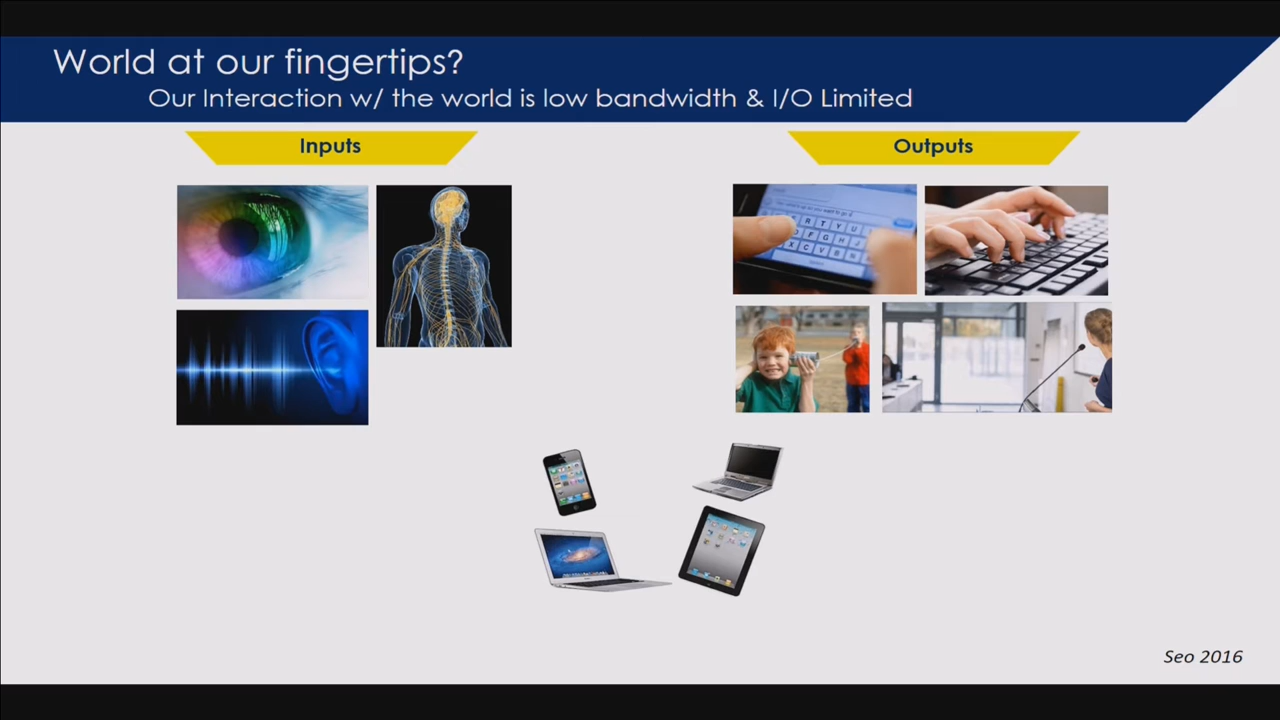 World at our fingertips?
Our Interaction w/ the world is low bandwidth & I/O Limited
Inputs
Outputs
R T Y U
F G H J
X C V B N
Seo 2016